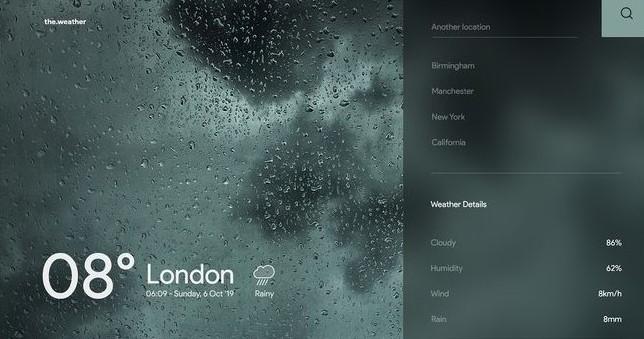 the.weather
08° London
06:09 - Sunday, 6 Oct '19
Rainy
Another location
Birmingham
Manchester
New York
California
Weather Details
Cloudy 86%
Humidity 62%
Wind 8km/h
Rain 8mm